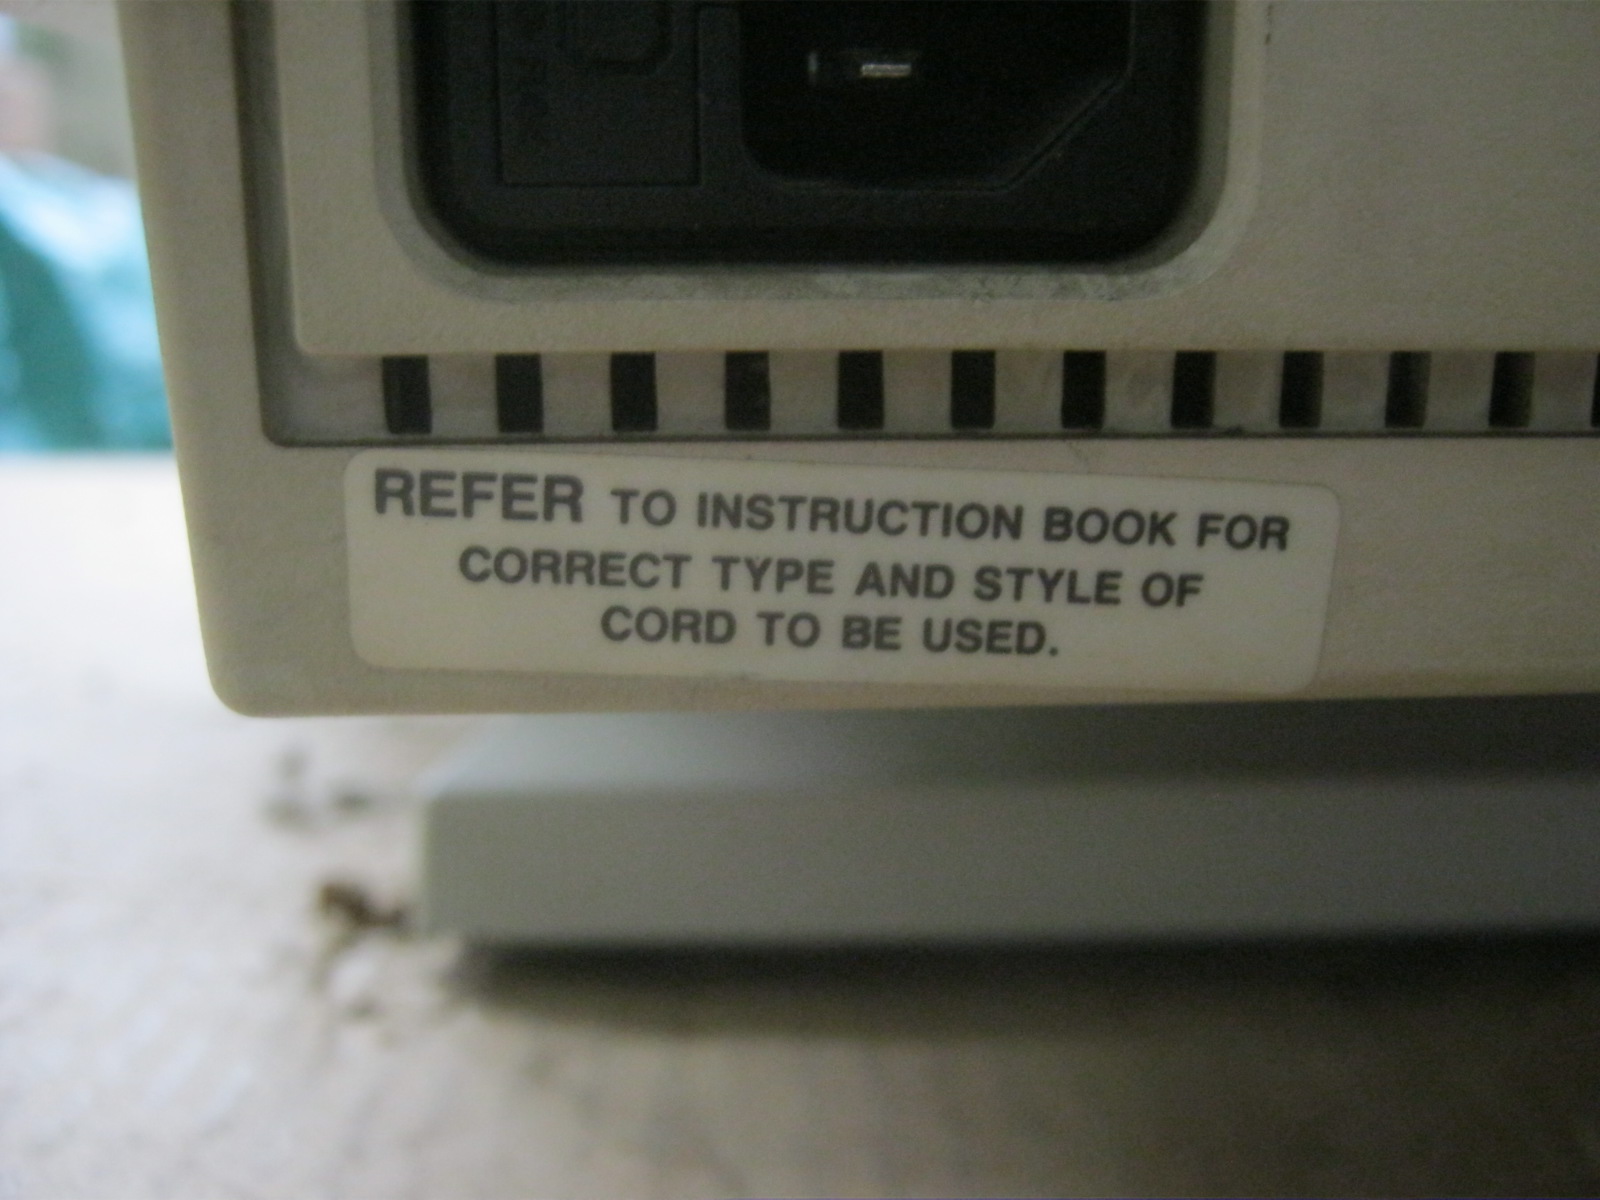 REFER TO INSTRUCTION BOOK FOR
CORRECT TYPE AND STYLE OF
CORD TO BE USED.